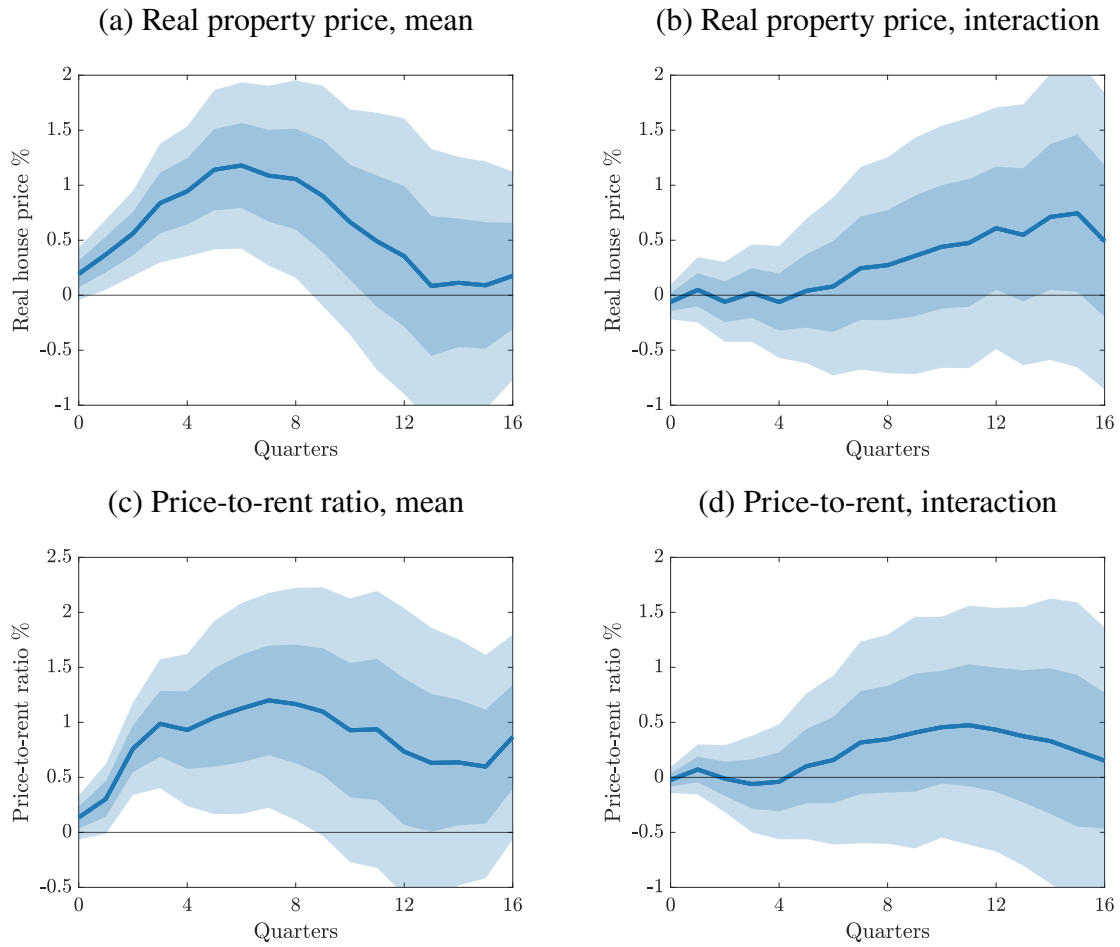 (a) Real property price, mean
2
1.5
1
0.5
0
-0.5
-1
Real house price %
0 4 8 12 16
Quarters
(b) Real property price, interaction
2
1.5
1
0.5
0
-0.5
-1
Real house price %
0 4 8 12 16
Quarters
(c) Price-to-rent ratio, mean
2.5
2
1.5
1
0.5
0
-0.5
Price-to-rent ratio %
0 4 8 12 16
Quarters
(d) Price-to-rent, interaction
2
1.5
1
0.5
0
-0.5
-1
Price-to-rent ratio %
0 4 8 12 16
Quarters